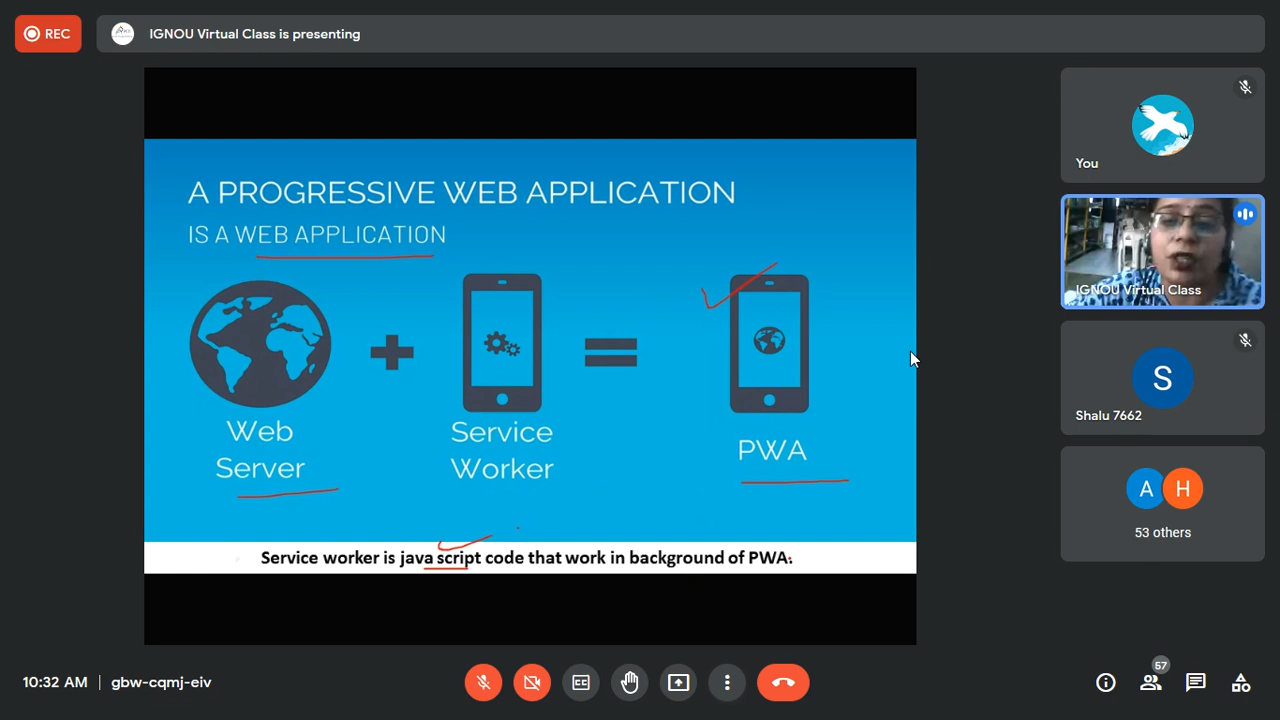 REC
IGNOU Virtual Class is presenting
A PROGRESSIVE WEB APPLICATION
IS A WEB APPLICATION
Web
Server
Service
Worker
PWA
Service worker is java script code that work in background of PWA.
You
IGNOU Virtual Class
S
Shalu 7662
A
H
53 others
10:32 AM
gbw-cqmj-eiv
CC
57